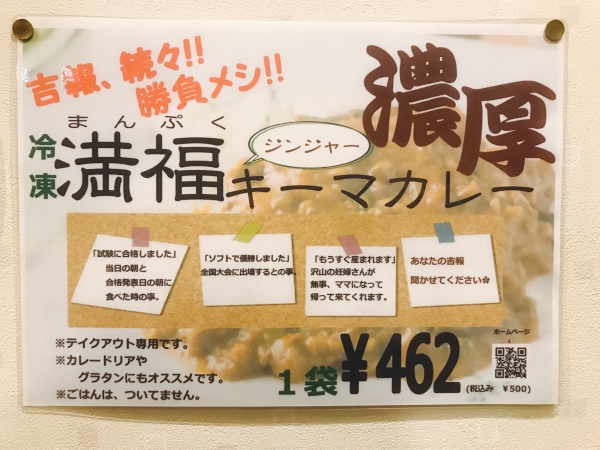 吉報、続々!!
勝負メシ!!
濃厚
まんぷく
冷凍
満福
ジンジャー
キーマカレー
「試験に合格しました」
当日の朝と
合格発表日の朝に
食べた時の事。
「ソフトで優勝しました」
全国大会に出場するとの事。
「もうすぐ産まれます」
沢山の妊婦さんが
無事、ママになって
帰って来てくれます。
あなたの吉報
聞かせてください✿
※テイクアウト専用です。
※カレードリアや
グラタンにもオススメです。
※ごはんは、ついてません。
1袋 ¥462
(税込み ¥500)
ホームページ